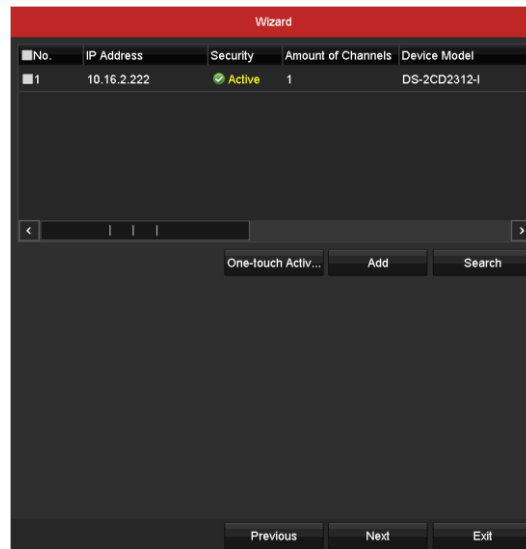 Wizard
No. IP Address Security Amount of Channels Device Model
1 10.16.2.222 Active 1 DS-2CD2312-I
One-touch Activ... Add Search
Previous Next Exit